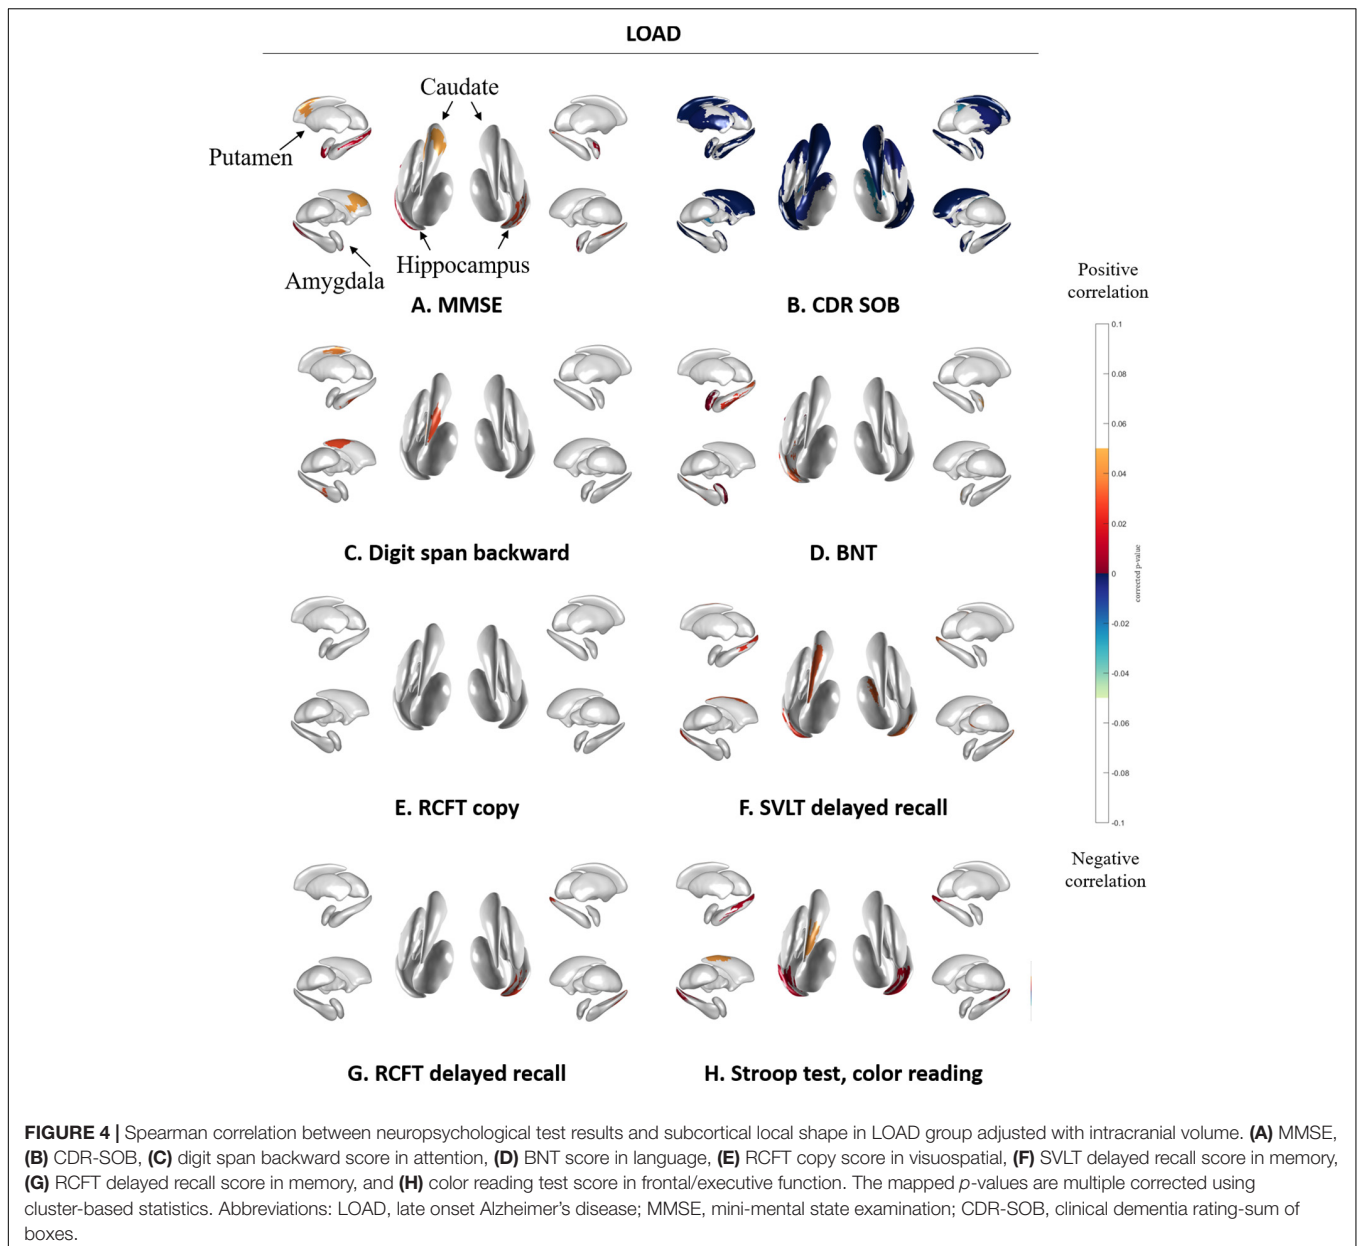 LOAD
Caudate
Putamen
Amygdala
Hippocampus
A. MMSE
B. CDR SOB
C. Digit span backward
D. BNT
E. RCFT copy
F. SVLT delayed recall
G. RCFT delayed recall
H. Stroop test, color reading
Positive
correlation
0.1
0.08
0.06
0.04
0.02
0
-0.02
-0.04
-0.06
-0.08
-0.1
corrected p-value
Negative
correlation
FIGURE 4 | Spearman correlation between neuropsychological test results and subcortical local shape in LOAD group adjusted with intracranial volume. (A) MMSE,
(B) CDR-SOB, (C) digit span backward score in attention, (D) BNT score in language, (E) RCFT copy score in visuospatial, (F) SVLT delayed recall score in memory,
(G) RCFT delayed recall score in memory, and (H) color reading test score in frontal/executive function. The mapped p-values are multiple corrected using
cluster-based statistics. Abbreviations: LOAD, late onset Alzheimer's disease; MMSE, mini-mental state examination; CDR-SOB, clinical dementia rating-sum of
boxes.